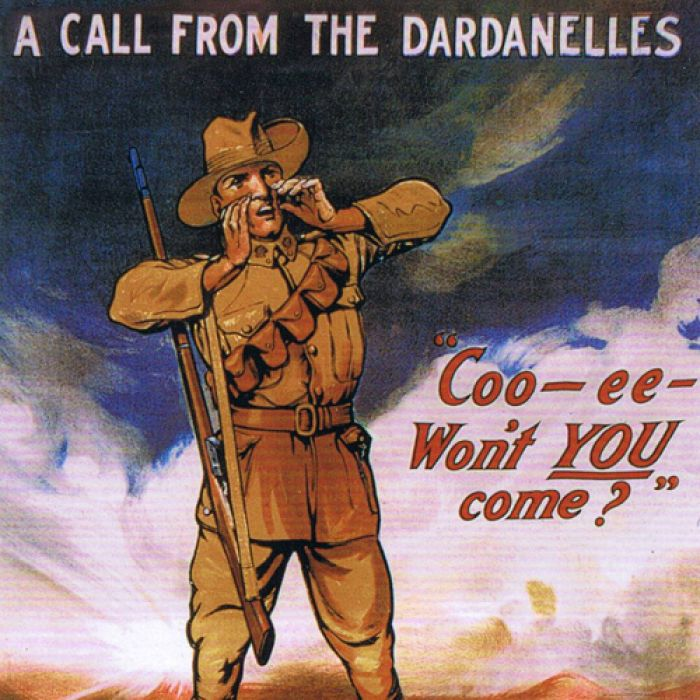 A CALL FROM THE DARDANELLES
"Coo-ee-
Won't YOU
come?"